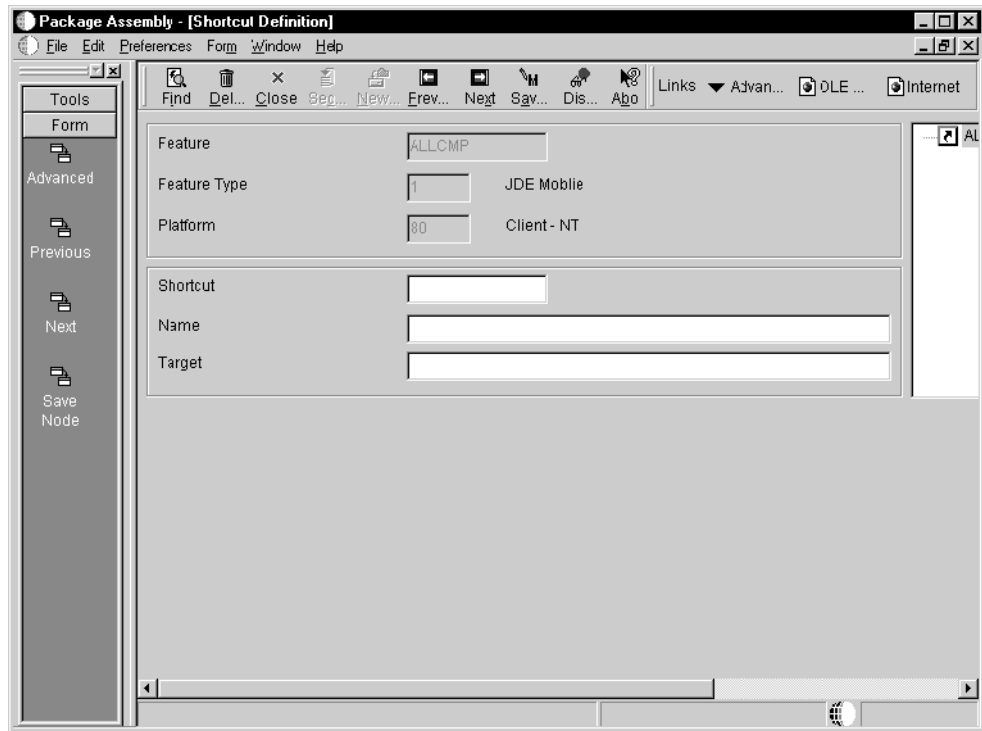 Package Assembly - [Shortcut Definition]
File Edit Preferences Form Window Help
Tools
Form
Advanced
Previous
Next
Save
Node
Find Del... Close Seq... New... Prev... Next Sav... Dis... Abo Links Advan... OLE ... Internet
Feature ALLCMP
Feature Type 1 JDE Moblie
Platform 80 Client - NT
Shortcut
Name
Target
AL